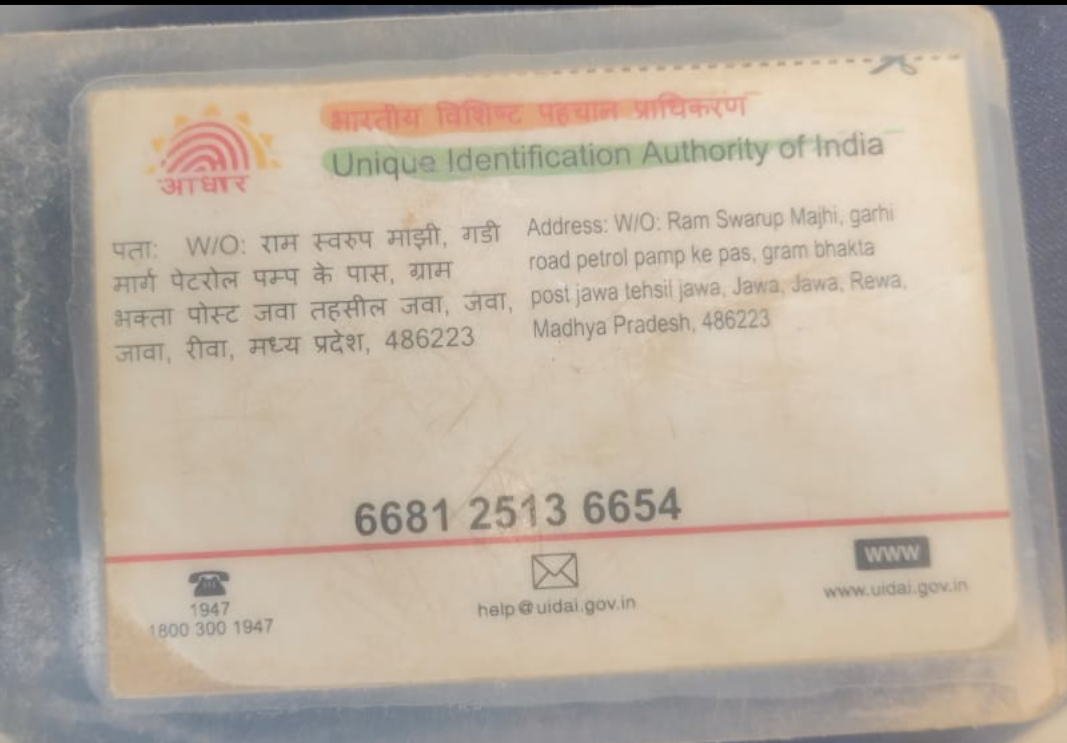 भारतीय विशिष्ट पहचान प्राधिकरण
Unique Identification Authority of India
आधार
पता: W/O: राम स्वरुप मांझी, गडी
मार्ग पेटरोल पम्प के पास, ग्राम
भक्ता पोस्ट जवा तहसील जवा, जवा,
जावा, रीवा, मध्य प्रदेश, 486223
Address: W/O: Ram Swarup Majhi, garhi
road petrol pamp ke pas, gram bhakta
post jawa tehsil jawa, Jawa, Jawa, Rewa,
Madhya Pradesh, 486223
6681 2513 6654
1947
1800 300 1947
help@uidai.gov.in
www
www.uidai.gov.in